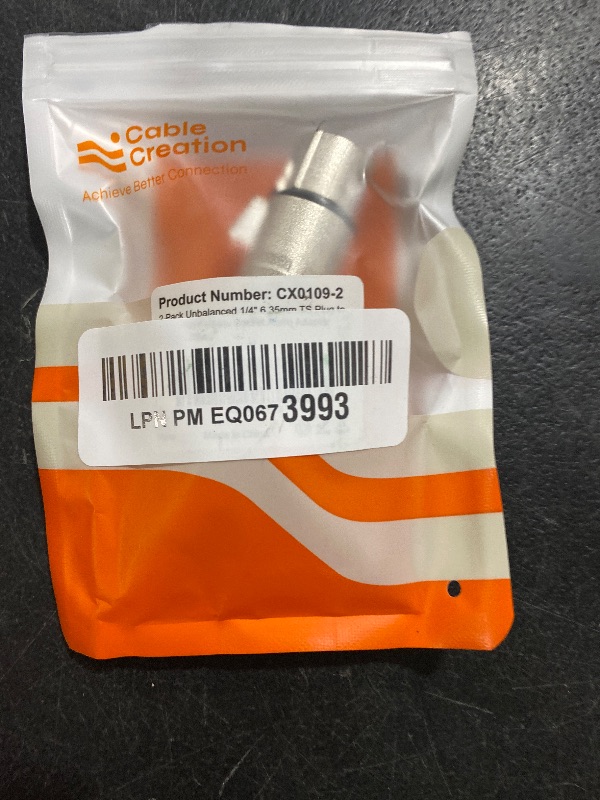 Cable
Creation
Achieve Better Connection
Product Number: CX0109-2
2 Pack Unbalanced 1/4" 6.35mm TS Plug to
LPN PM EQ0673993